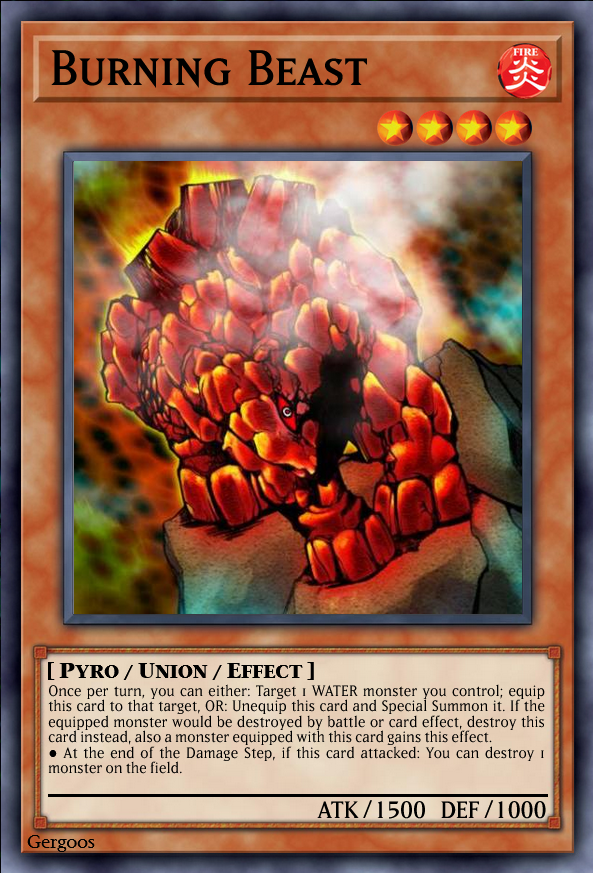 Burning Beast
FIRE
炎
[ Pyro / Union / Effect ]
Once per turn, you can either: Target 1 WATER monster you control; equip
this card to that target, OR: Unequip this card and Special Summon it. If the
equipped monster would be destroyed by battle or card effect, destroy this
card instead, also a monster equipped with this card gains this effect.
● At the end of the Damage Step, if this card attacked: You can destroy 1
monster on the field.
ATK/1500 DEF/1000
Gergoos